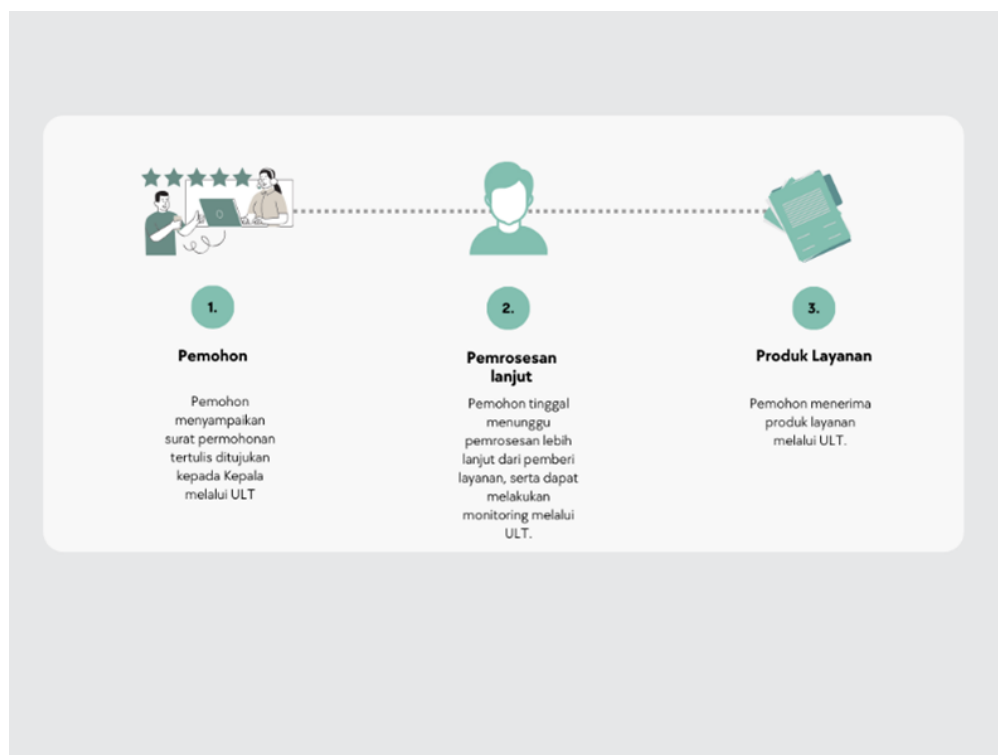 1.
Pemohon
Pemohon
menyampaikan
surat permohonan
tertulis ditujukan
kepada Kepala
melalui ULT
2.
Pemrosesan
lanjut
Pemohon tinggal
menunggu
pemrosesan lebih
lanjut dari pemberi
layanan, serta dapat
melakukan
monitoring melalui
ULT.
3.
Produk Layanan
Pemohon menerima
produk layanan
melalui ULT.